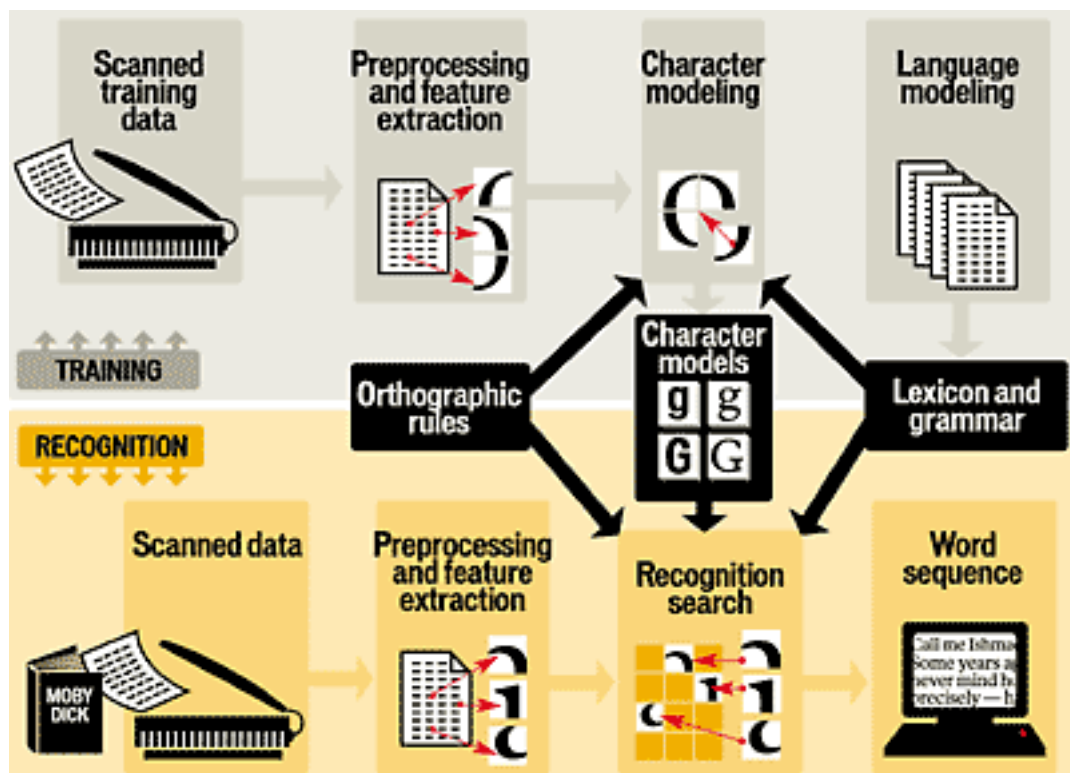 Scanned
training
data
Preprocessing
and feature
extraction
Character
modeling
Language
modeling
TRAINING
Orthographic
rules
Character
models
g g
G G
Lexicon and
grammar
RECOGNITION
Scanned data
Preprocessing
and feature
extraction
Recognition
search
Word
sequence
MOBY
DICK
Call me Ishma
Some years a
never mind h
precisely — h